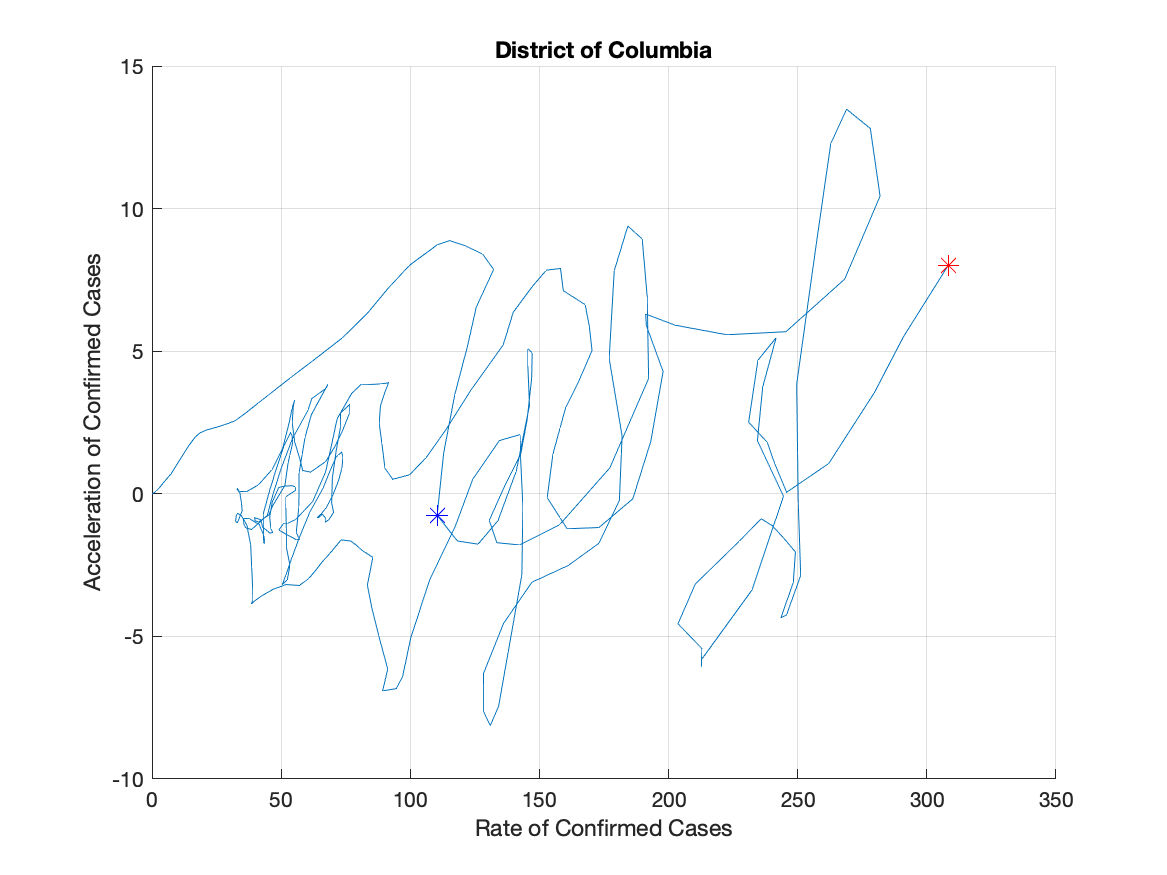 District of Columbia
15
10
5
0
-5
-10
Acceleration of Confirmed Cases
0 50 100 150 200 250 300 350
Rate of Confirmed Cases